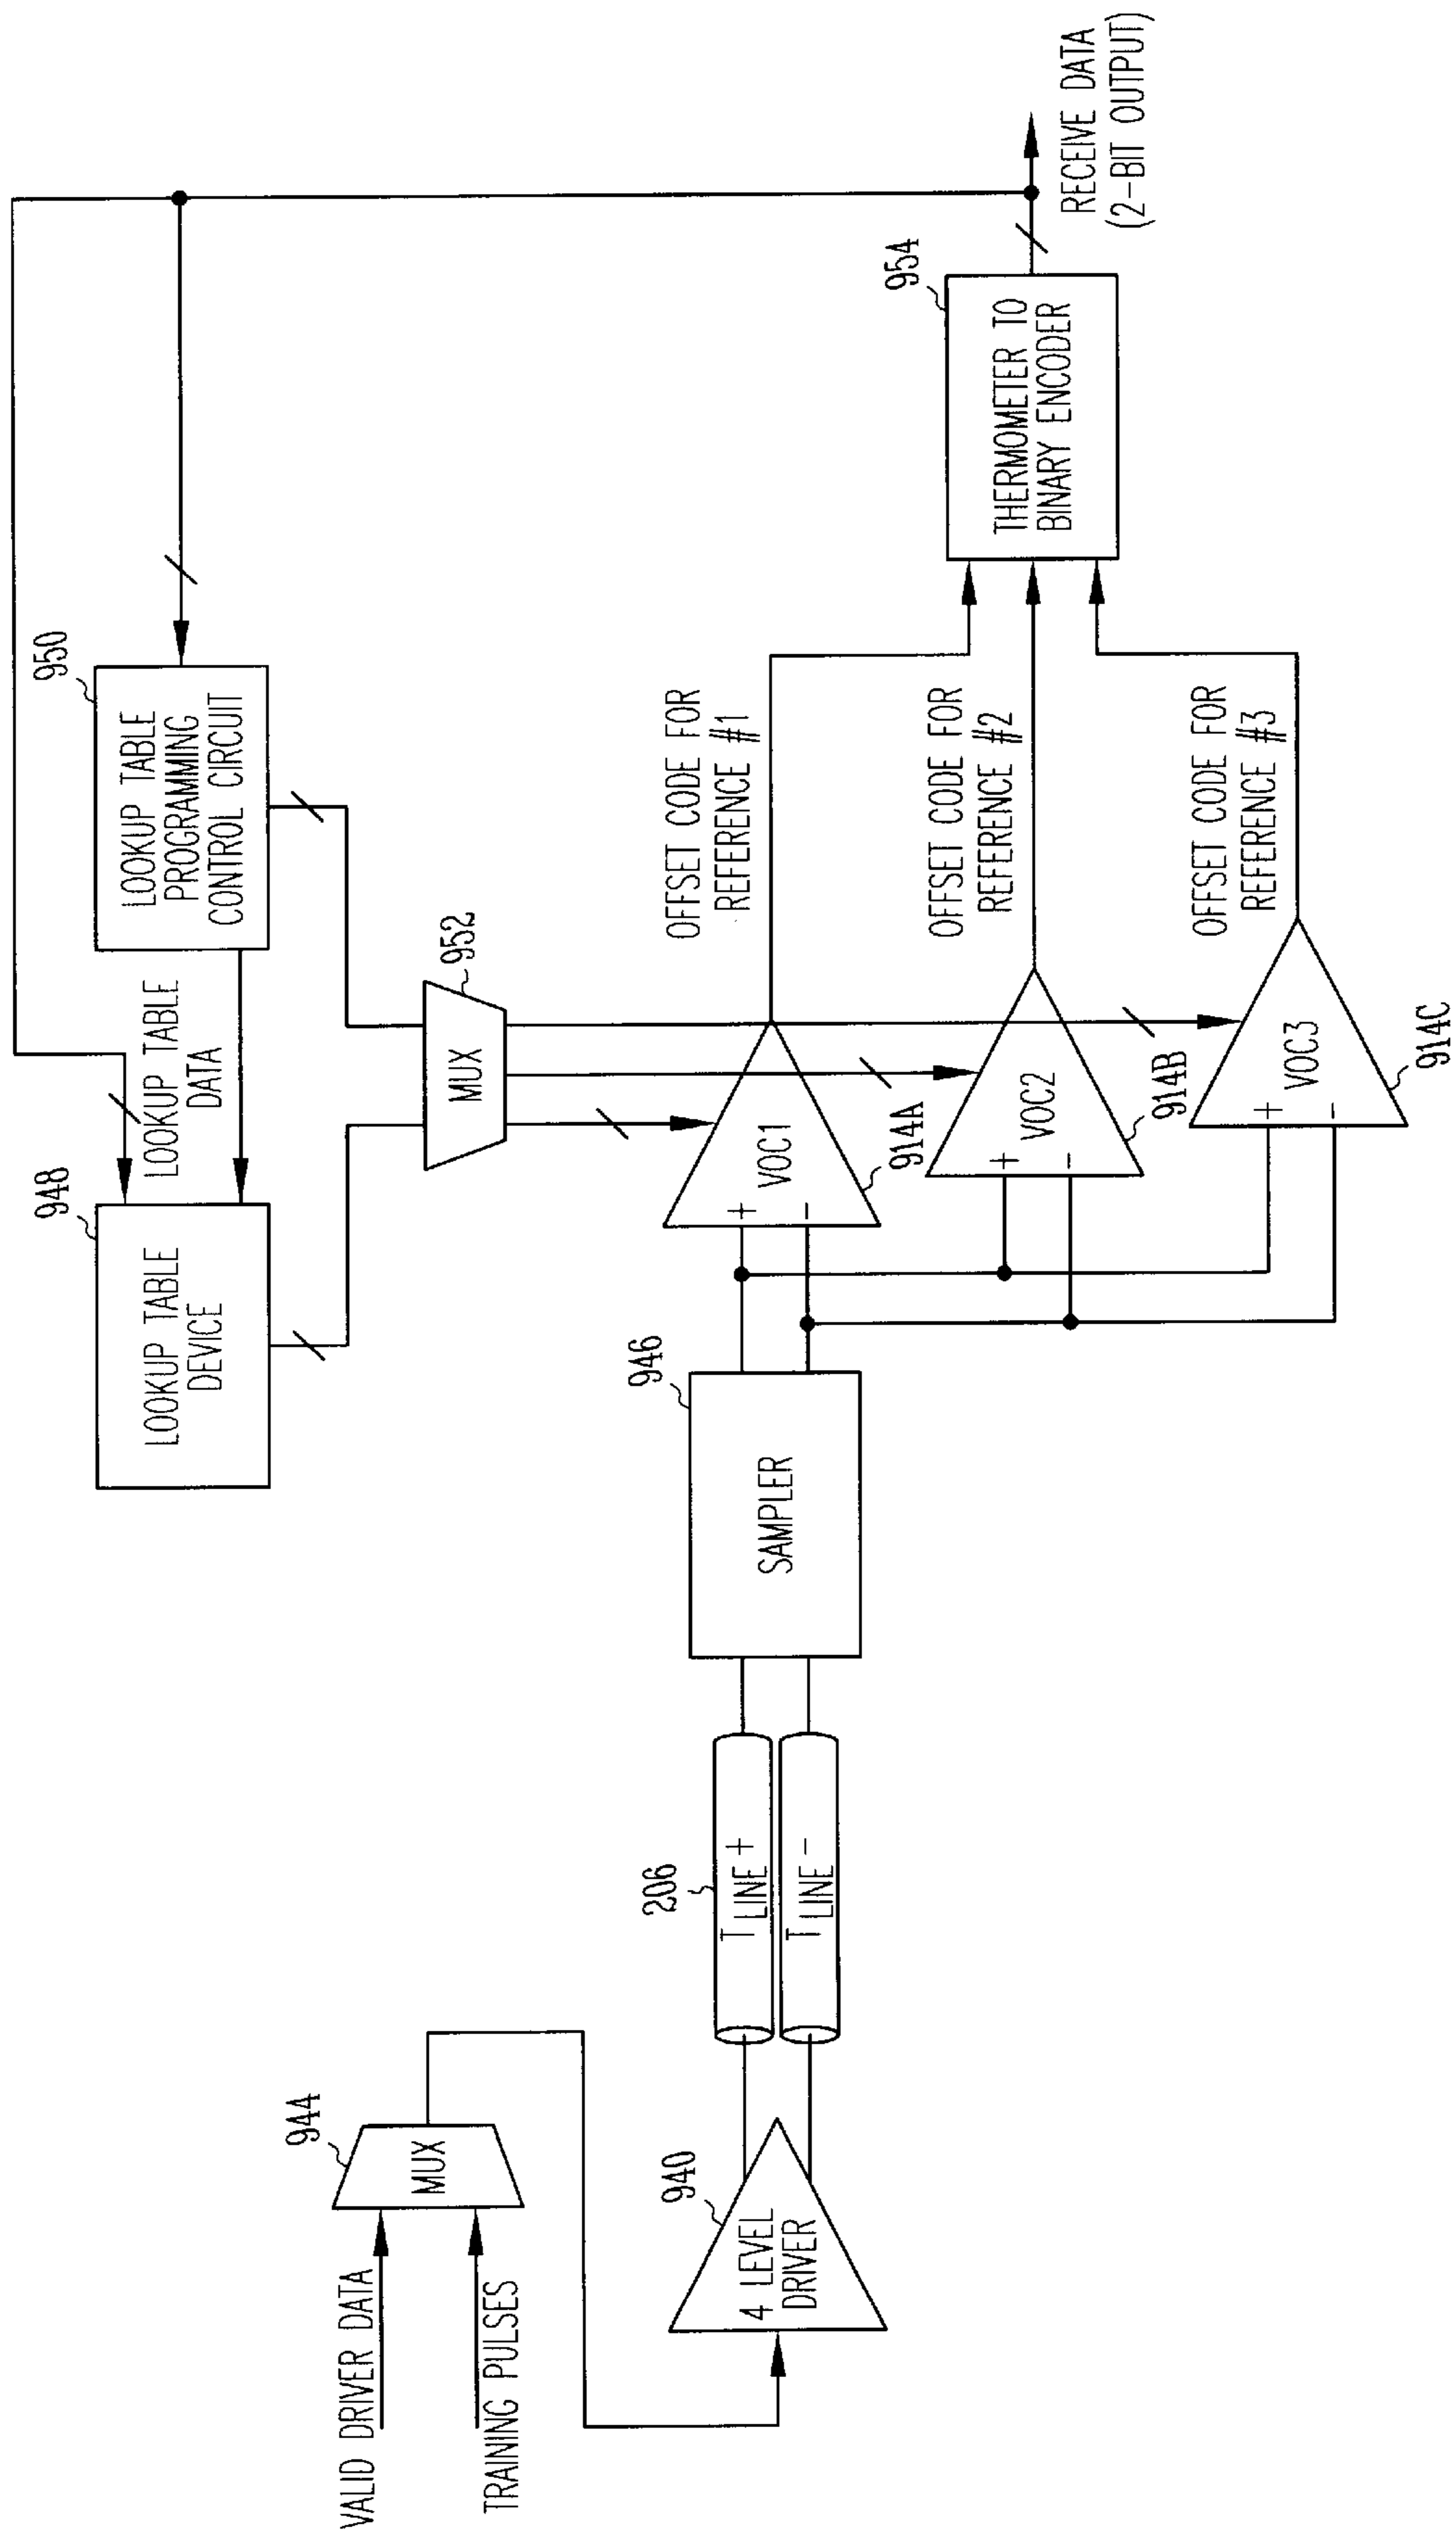 VALID DRIVER DATA
TRAINING PULSES
944
MUX
940
4 LEVEL
DRIVER
206
T LINE +
T LINE -
946
SAMPLER
948
LOOKUP TABLE
DEVICE
LOOKUP TABLE
DATA
950
LOOKUP TABLE
PROGRAMMING
CONTROL CIRCUIT
952
MUX
+
-
VOC1
914A
+
-
VOC2
914B
+
-
VOC3
914C
OFFSET CODE FOR
REFERENCE #1
OFFSET CODE FOR
REFERENCE #2
OFFSET CODE FOR
REFERENCE #3
954
THERMOMETER TO
BINARY ENCODER
RECEIVE DATA
(2-BIT OUTPUT)